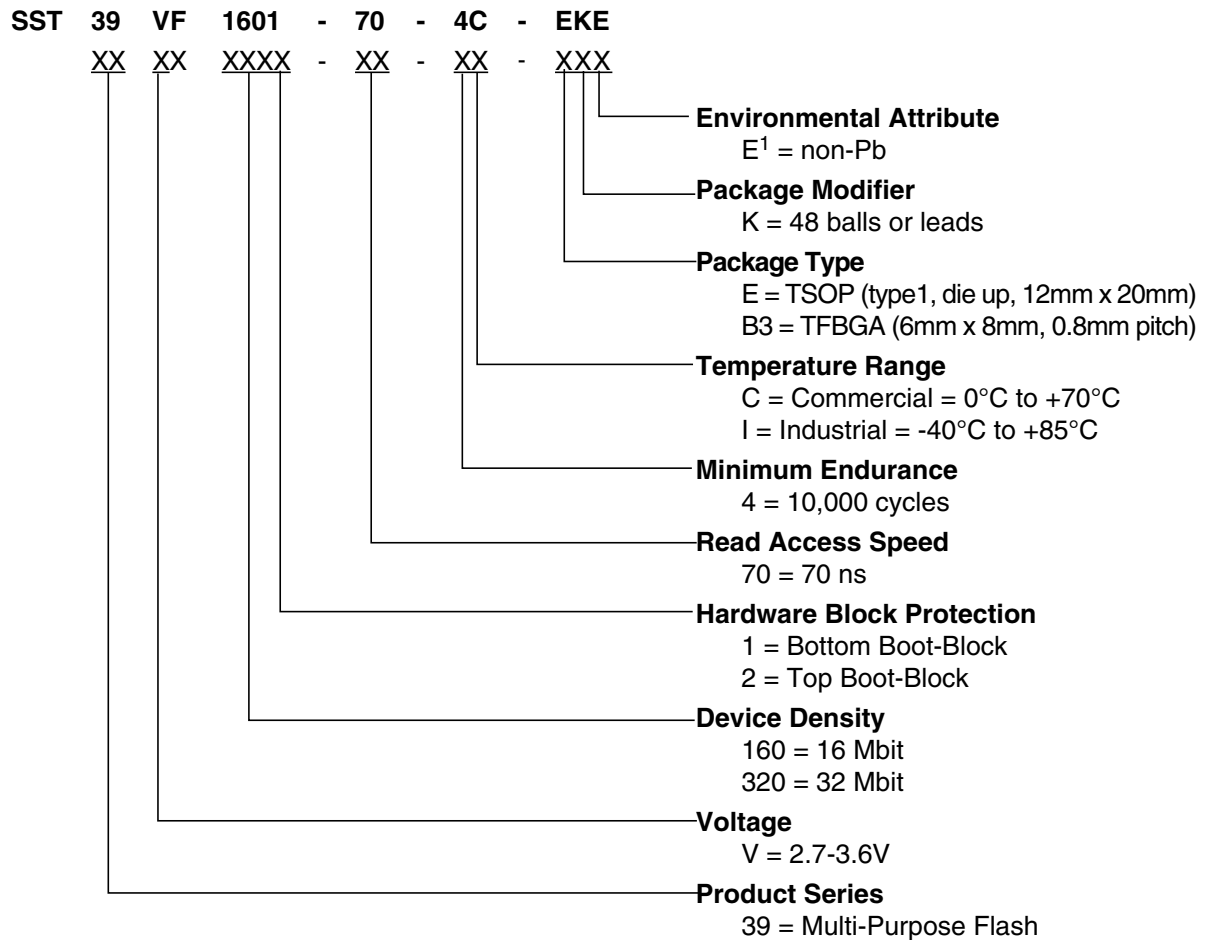 SST 39 VF 1601 - 70 - 4C - EKE
XX XX XXXX - XX - XX - XXX
Environmental Attribute
E1 = non-Pb
Package Modifier
K = 48 balls or leads
Package Type
E = TSOP (type1, die up, 12mm x 20mm)
B3 = TFBGA (6mm x 8mm, 0.8mm pitch)
Temperature Range
C = Commercial = 0°C to +70°C
I = Industrial = -40°C to +85°C
Minimum Endurance
4 = 10,000 cycles
Read Access Speed
70 = 70 ns
Hardware Block Protection
1 = Bottom Boot-Block
2 = Top Boot-Block
Device Density
160 = 16 Mbit
320 = 32 Mbit
Voltage
V = 2.7-3.6V
Product Series
39 = Multi-Purpose Flash